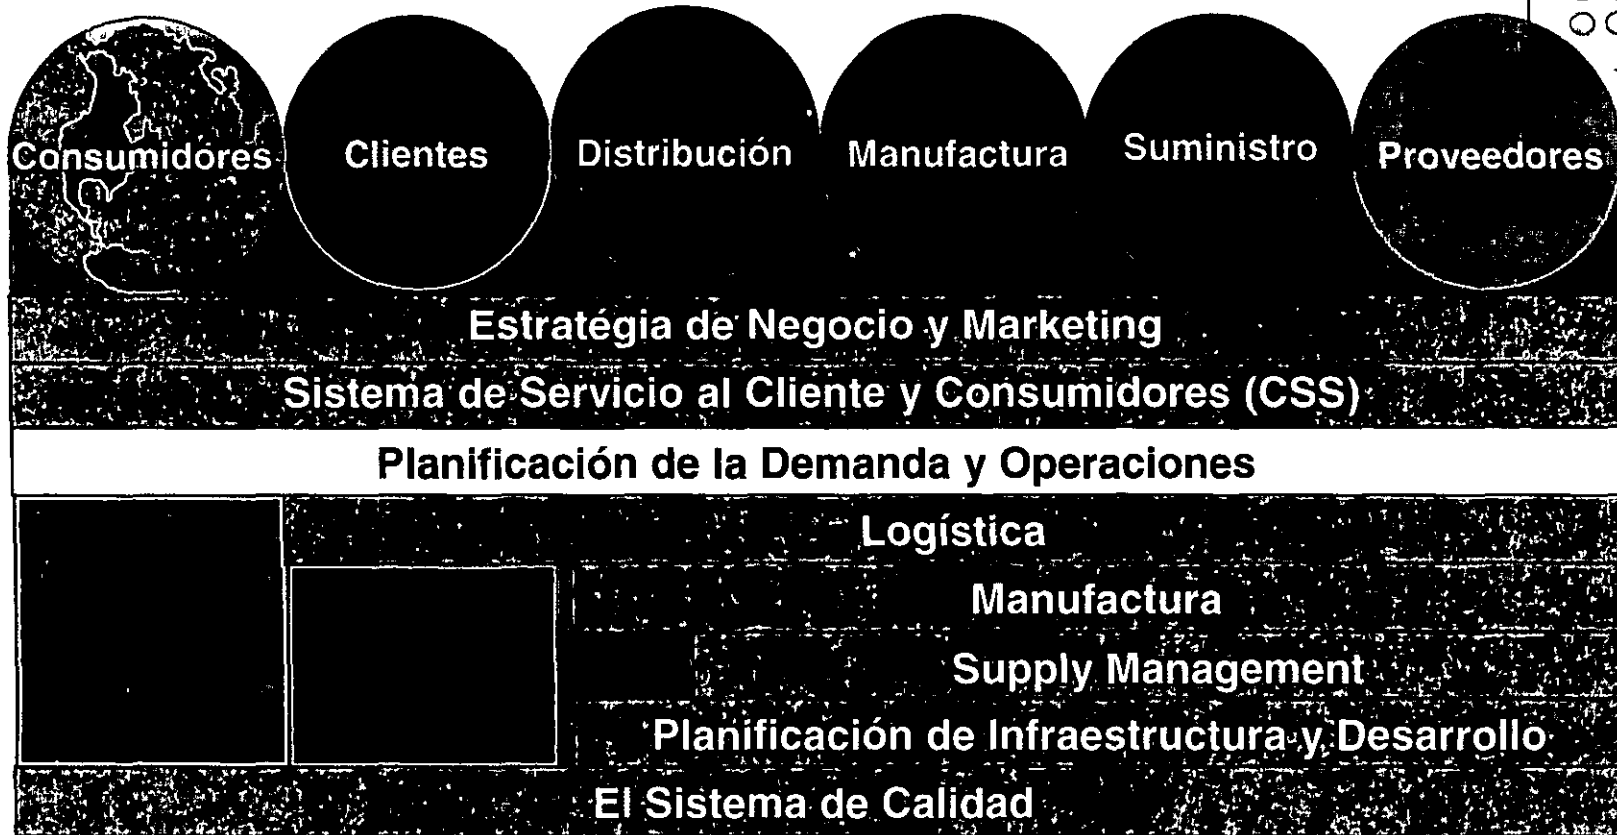 Consumidores Clientes Distribución Manufactura Suministro Proveedores
Estratégia de Negocio y Marketing
Sistema de Servicio al Cliente y Consumidores (CSS)
Planificación de la Demanda y Operaciones
Logística
Manufactura
Supply Management
Planificación de Infraestructura y Desarrollo
El Sistema de Calidad